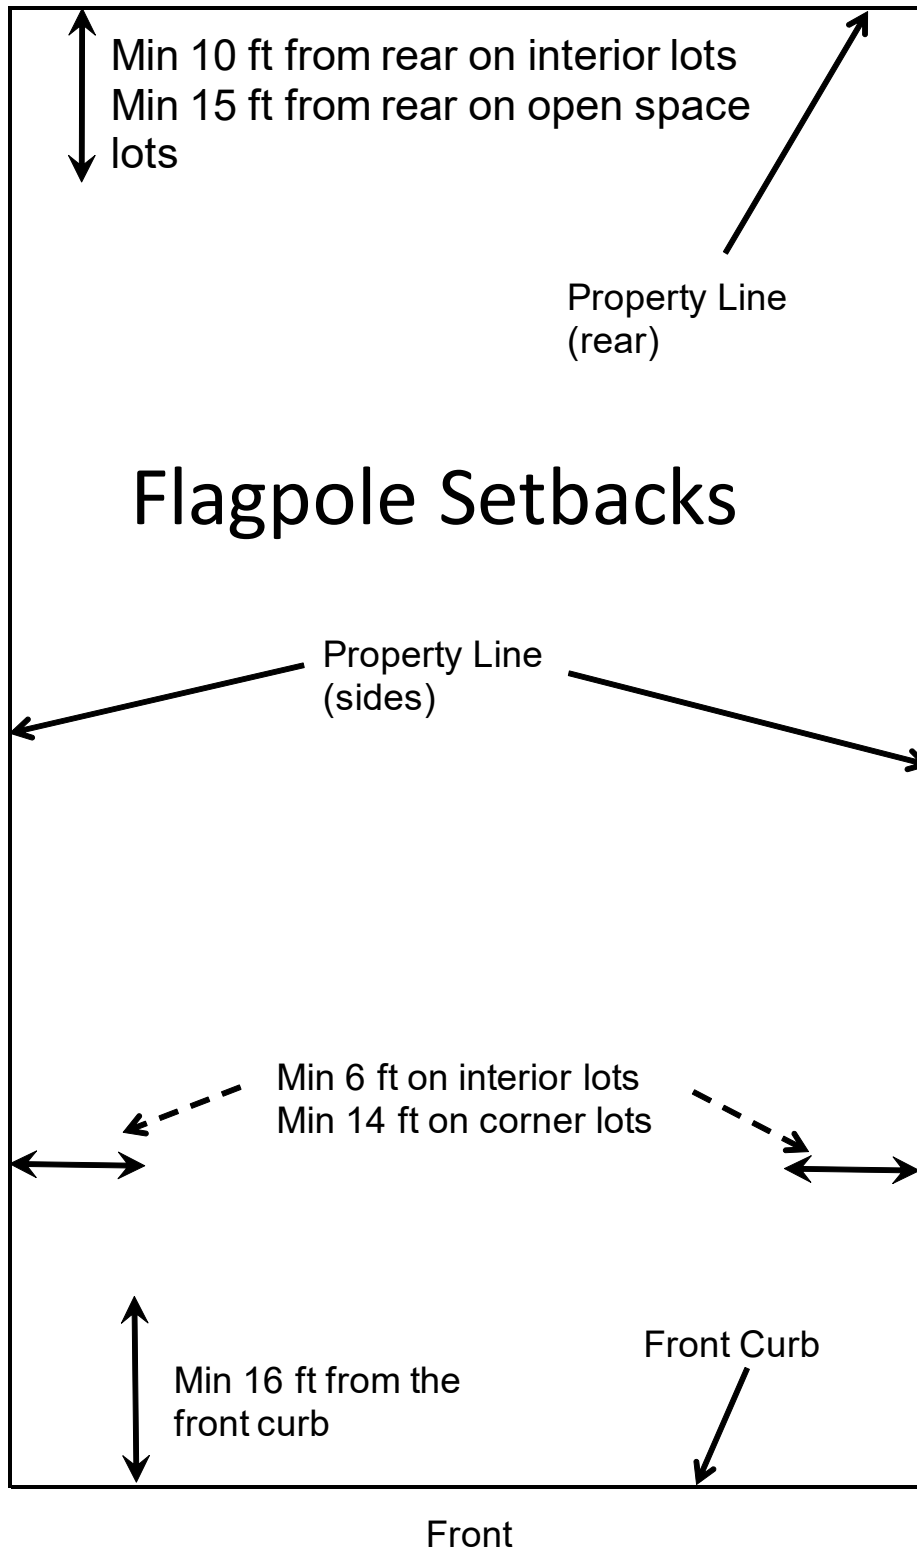 Min 10 ft from rear on interior lots
Min 15 ft from rear on open space
lots
Property Line
(rear)
Flagpole Setbacks
Property Line
(sides)
Min 6 ft on interior lots
Min 14 ft on corner lots
Front Curb
Min 16 ft from the
front curb
Front